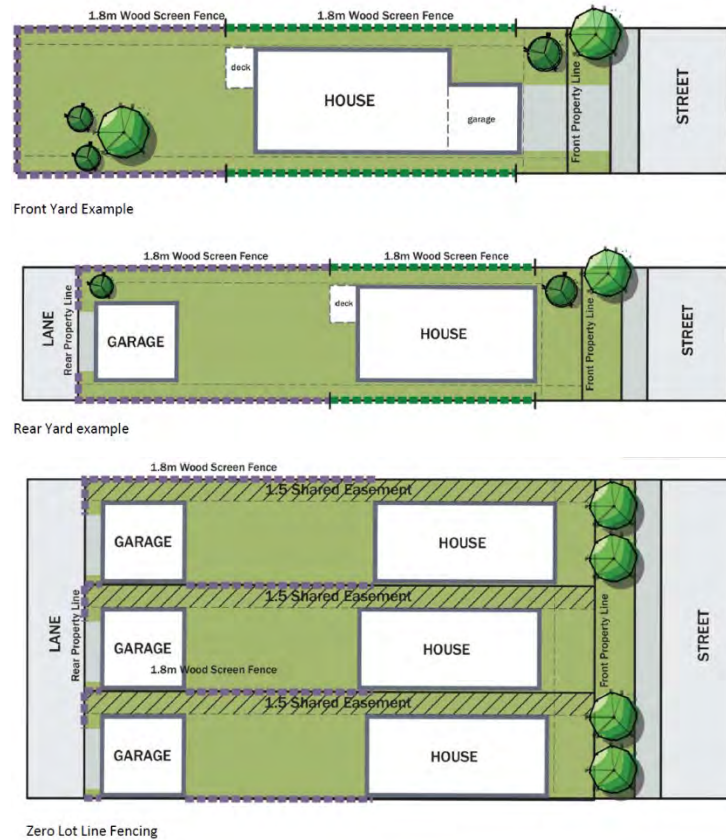 1.8m Wood Screen Fence 1.8m Wood Screen Fence
deck
HOUSE
garage
Front Property Line
STREET
Front Yard Example
1.8m Wood Screen Fence 1.8m Wood Screen Fence
LANE
Rear Property Line
GARAGE
deck
HOUSE
Front Property Line
STREET
Rear Yard example
1.8m Wood Screen Fence
1.5 Shared Easement
GARAGE HOUSE
1.5 Shared Easement
LANE
Rear Property Line
GARAGE HOUSE
Front Property Line
STREET
1.8m Wood Screen Fence
1.5 Shared Easement
GARAGE HOUSE
Zero Lot Line Fencing